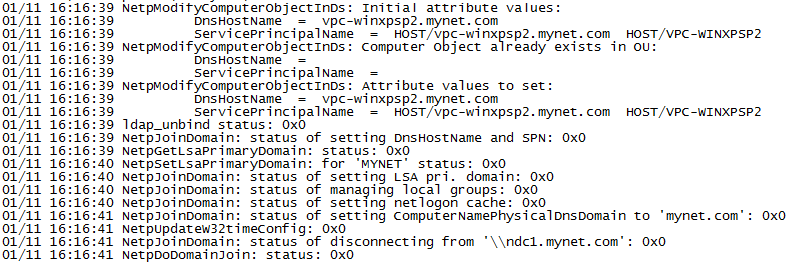 01/11 16:16:39 NetpModifyComputerObjectInDs: Initial attribute values:
01/11 16:16:39 DnsHostName = vpc-winxpsp2.mynet.com
01/11 16:16:39 ServicePrincipalName = HOST/vpc-winxpsp2.mynet.com HOST/VPC-WINXPSP2
01/11 16:16:39 NetpModifyComputerObjectInDs: Computer Object already exists in OU:
01/11 16:16:39 DnsHostName =
01/11 16:16:39 ServicePrincipalName =
01/11 16:16:39 NetpModifyComputerObjectInDs: Attribute values to set:
01/11 16:16:39 DnsHostName = vpc-winxpsp2.mynet.com
01/11 16:16:39 ServicePrincipalName = HOST/vpc-winxpsp2.mynet.com HOST/VPC-WINXPSP2
01/11 16:16:39 ldap_unbind status: 0x0
01/11 16:16:39 NetpJoinDomain: status of setting DnsHostName and SPN: 0x0
01/11 16:16:39 NetpGetLsaPrimaryDomain: status: 0x0
01/11 16:16:40 NetpSetLsaPrimaryDomain: for 'MYNET' status: 0x0
01/11 16:16:40 NetpJoinDomain: status of setting LSA pri. domain: 0x0
01/11 16:16:40 NetpJoinDomain: status of managing local groups: 0x0
01/11 16:16:40 NetpJoinDomain: status of setting netlogon cache: 0x0
01/11 16:16:41 NetpJoinDomain: status of setting ComputerNamePhysicalDnsDomain to 'mynet.com': 0x0
01/11 16:16:41 NetpUpdateW32timeConfig: 0x0
01/11 16:16:41 NetpJoinDomain: status of disconnecting from '\\ndc1.mynet.com': 0x0
01/11 16:16:41 NetpDoDomainJoin: status: 0x0